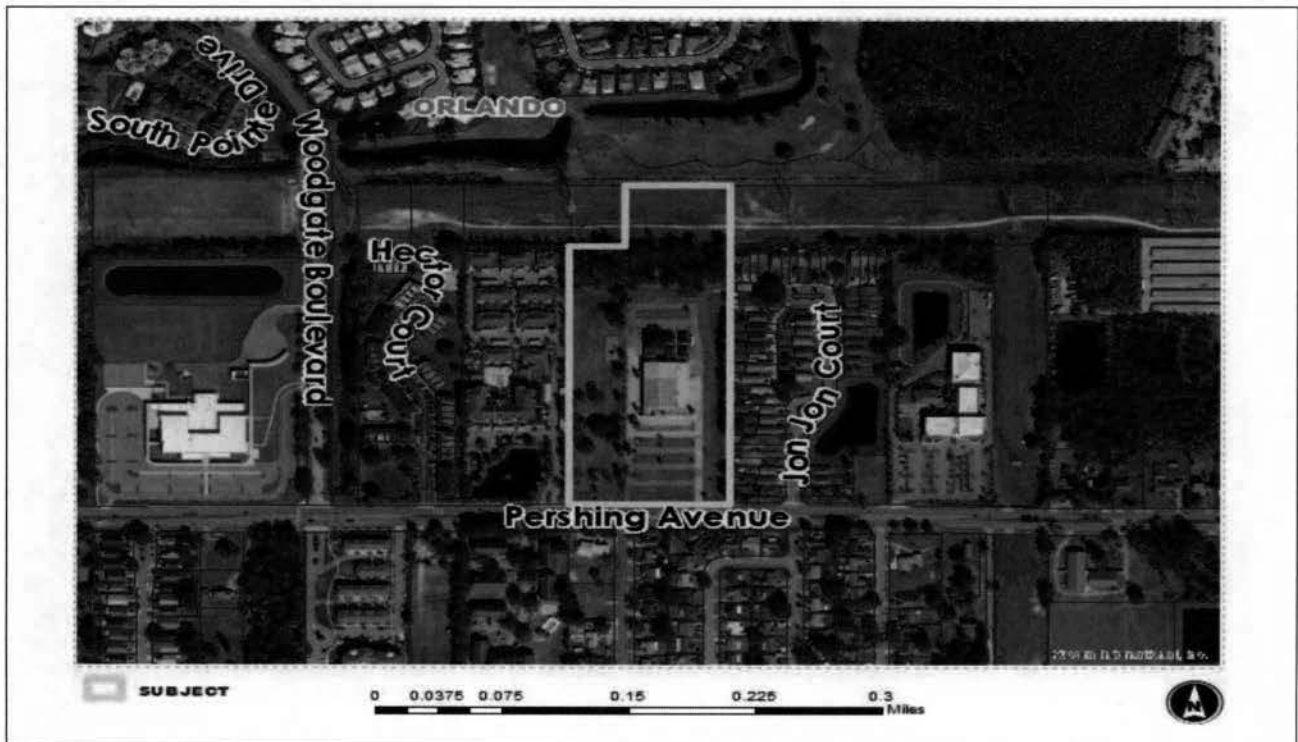 South Pointe Drive
ORLANDO
Woodgate Boulevard
Hector Court
Jon Jon Court
Pershing Avenue
SUBJECT
0 0.0375 0.075 0.15 0.225 0.3
Miles
N